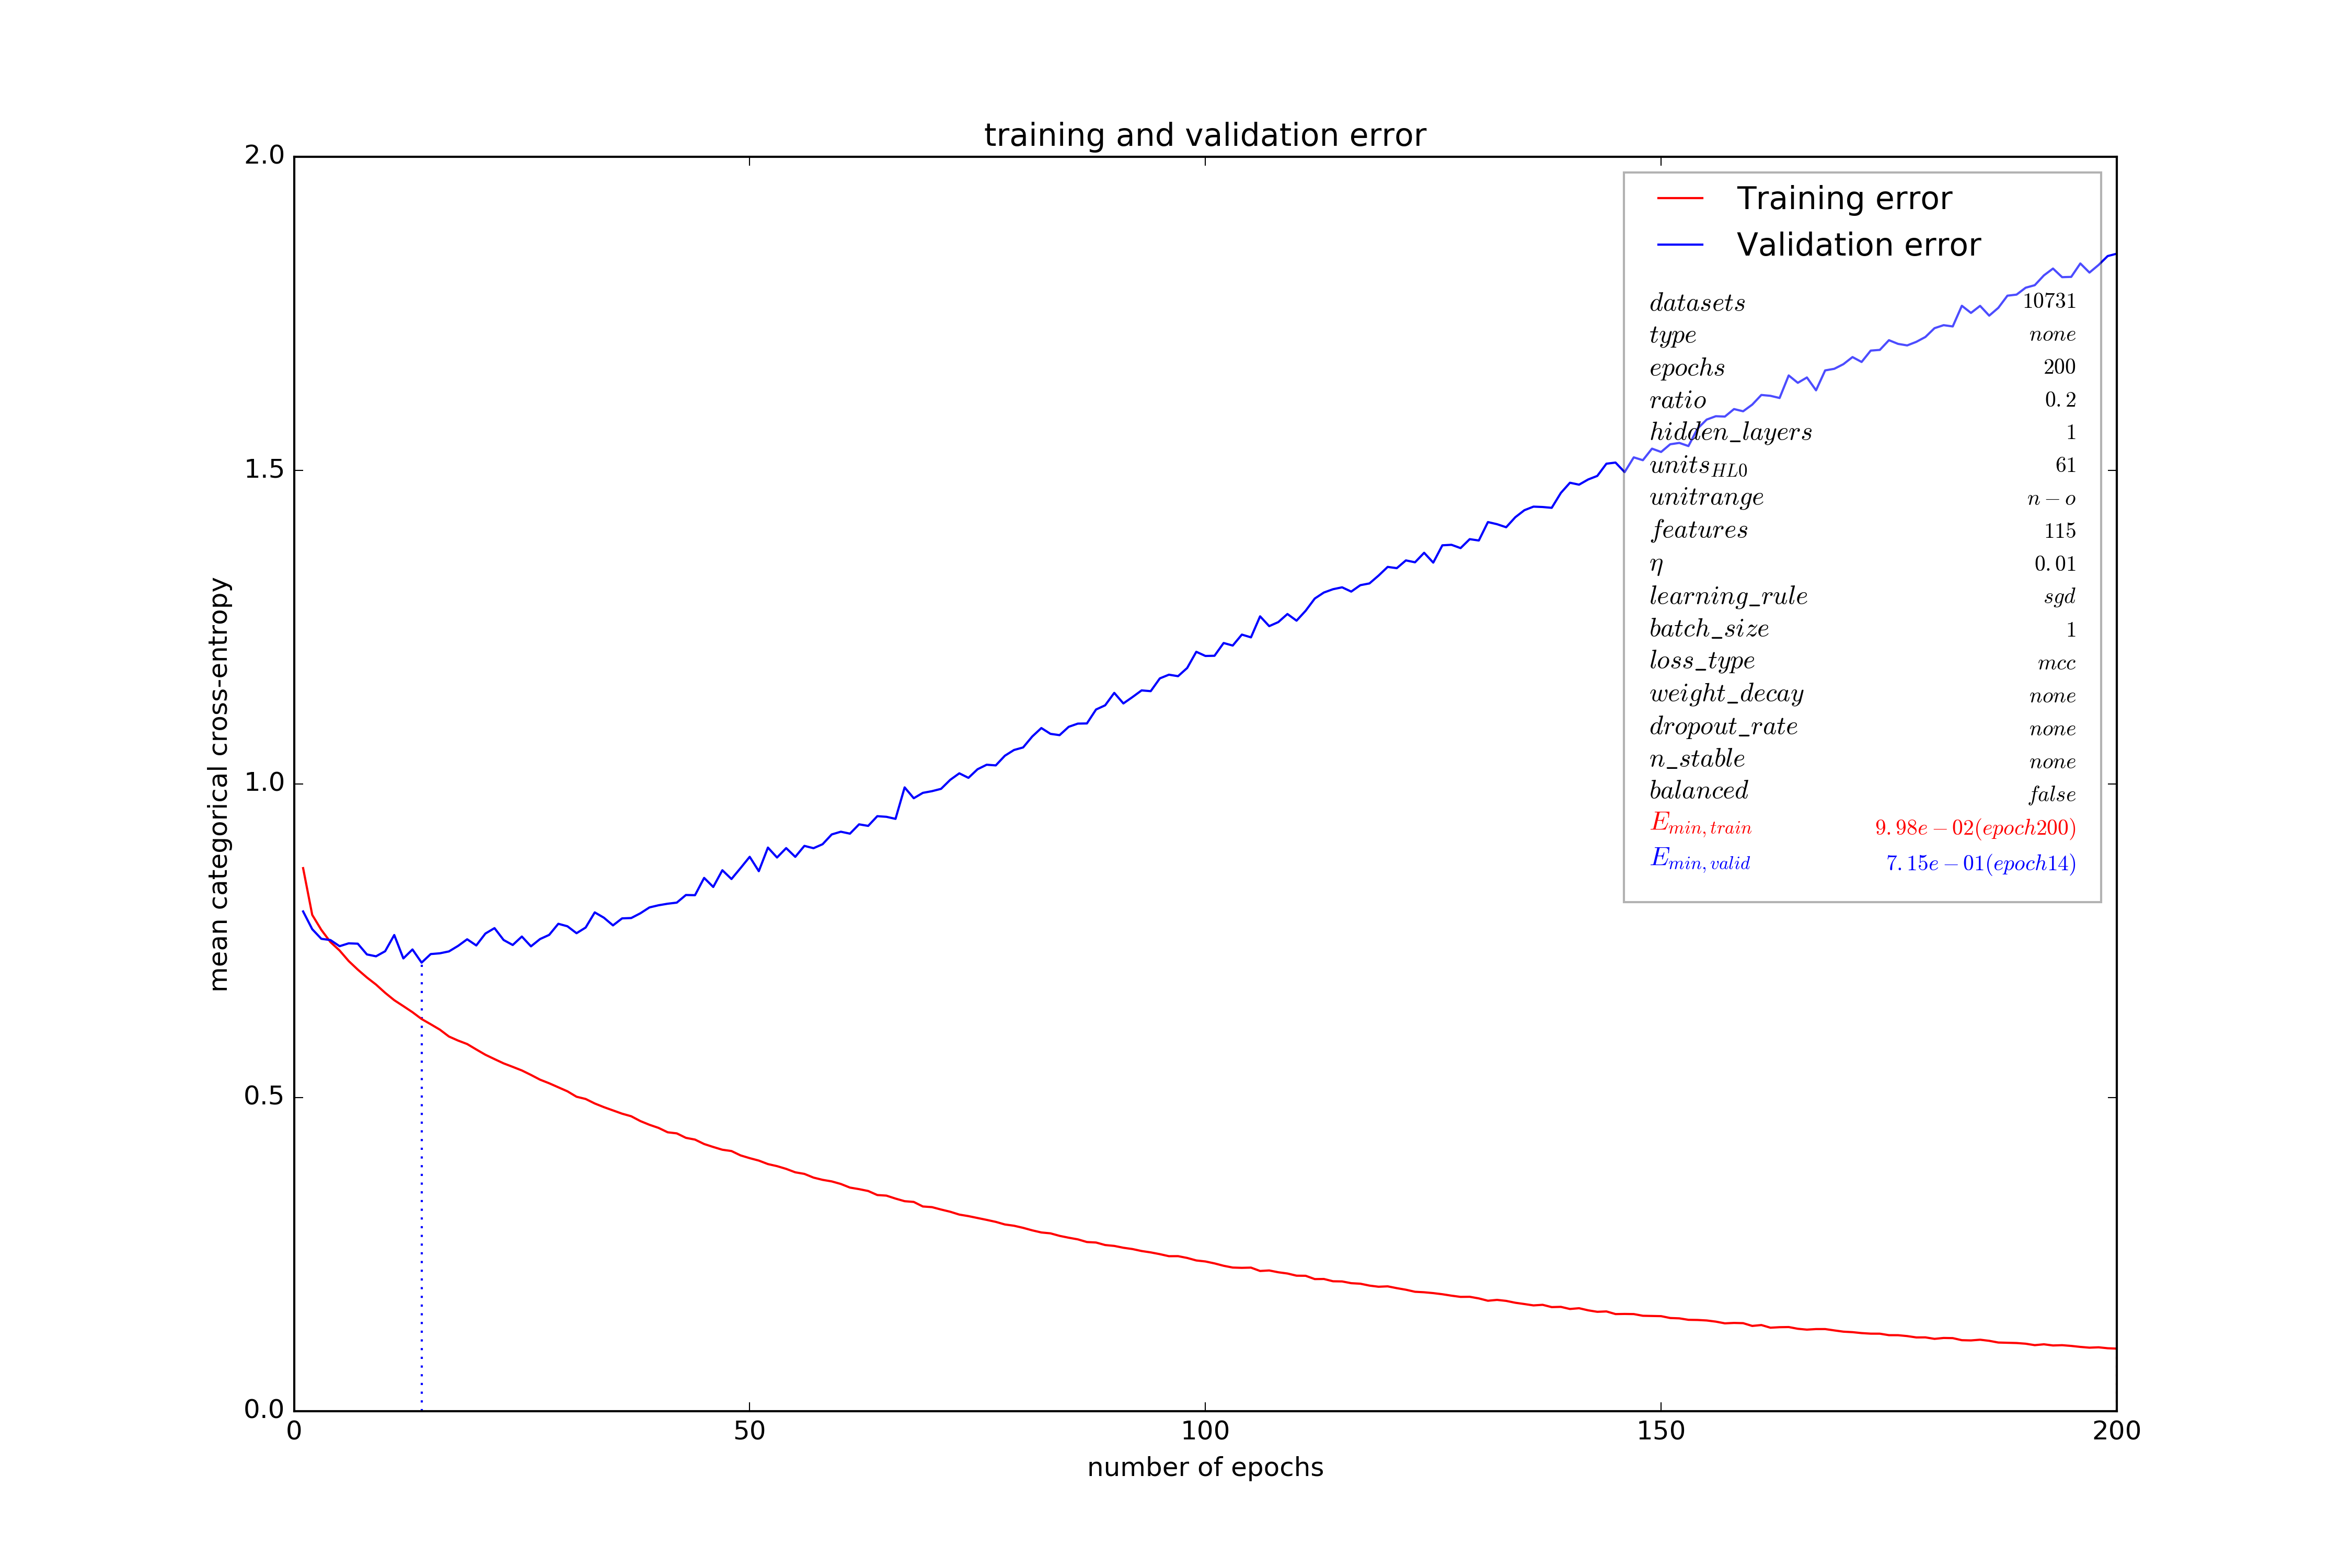 training and validation error
2.0
1.5
1.0
0.5
0.0
mean categorical cross-entropy
0 50 100 150 200
number of epochs
Training error
Validation error
datasets 10731
type none
epochs 200
ratio 0.2
hidden_layers 1
units_HL0 61
unitrange n − o
features 115
η 0.01
learning_rule sgd
batch_size 1
loss_type mcc
weight_decay none
dropout_rate none
n_stable none
balanced false
E_min,train 9.98e − 02(epoch200)
E_min,valid 7.15e − 01(epoch14)